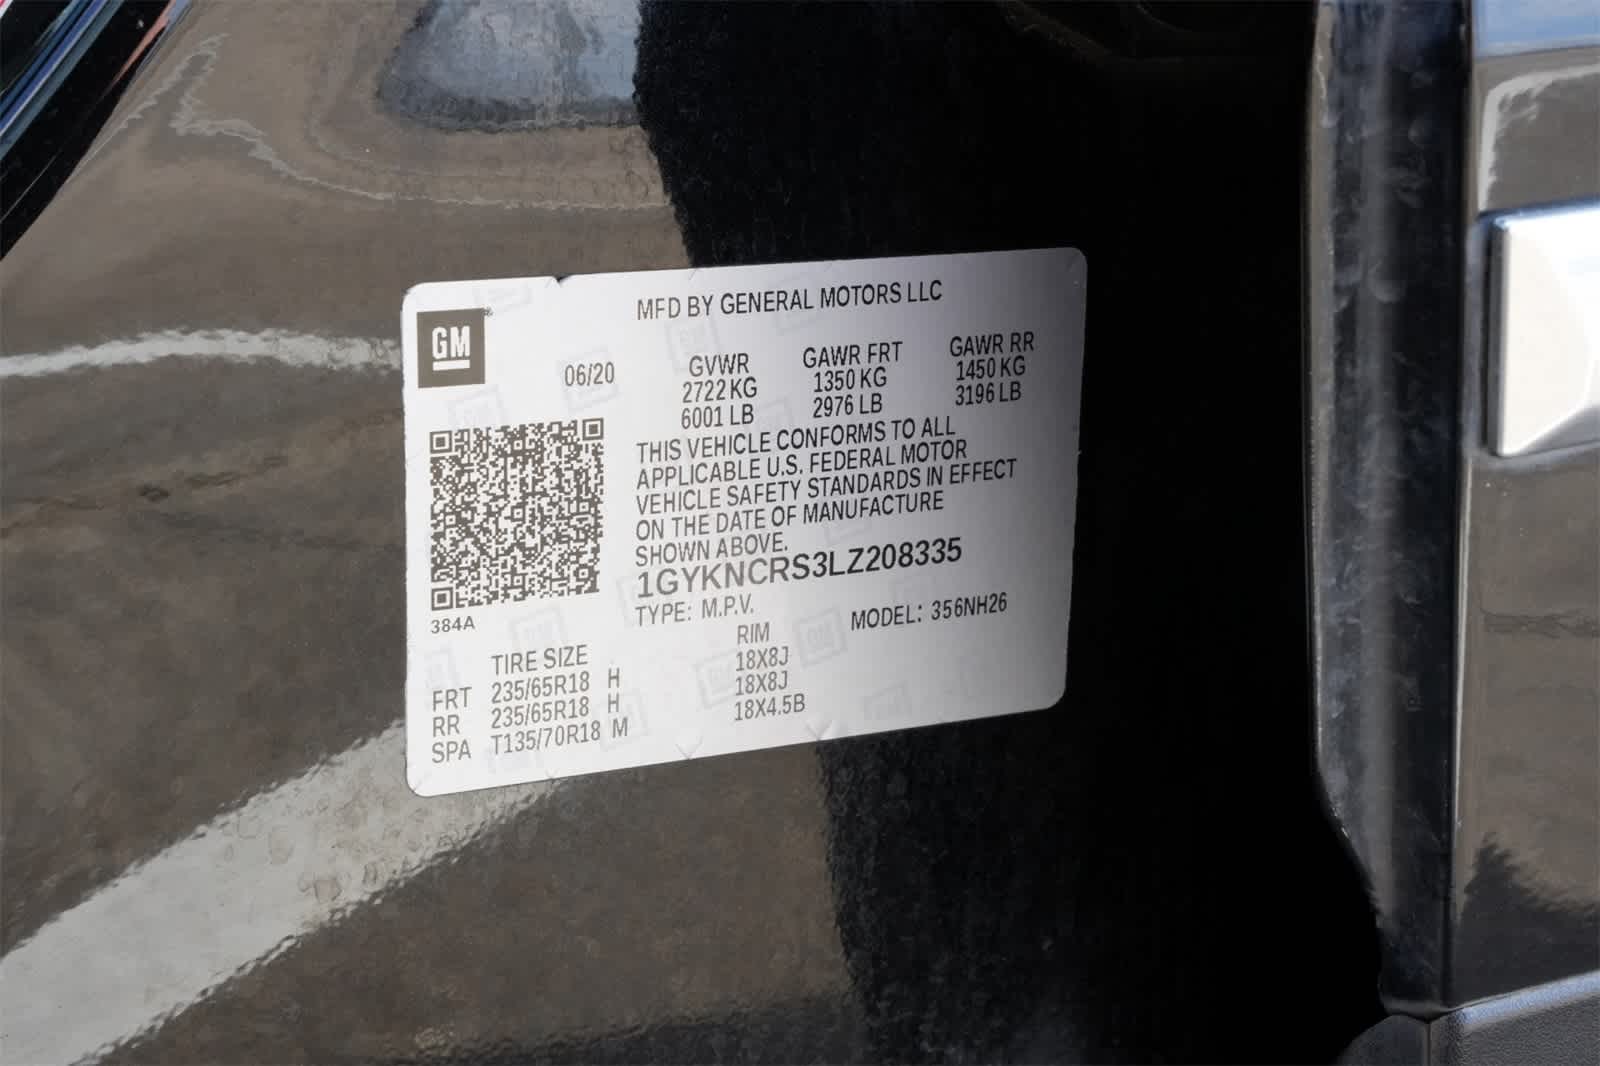 GM
MFD BY GENERAL MOTORS LLC
06/20
GVWR GAWR FRT GAWR RR
2722 KG 1350 KG 1450 KG
6001 LB 2976 LB 3196 LB
THIS VEHICLE CONFORMS TO ALL
APPLICABLE U.S. FEDERAL MOTOR
VEHICLE SAFETY STANDARDS IN EFFECT
ON THE DATE OF MANUFACTURE
SHOWN ABOVE.
1GYKNCRS3LZ208335
TYPE: M.P.V. MODEL: 356NH26
384A
TIRE SIZE RIM
FRT 235/65R18 H 18X8J
RR 235/65R18 H 18X8J
SPA T135/70R18 M 18X4.5B